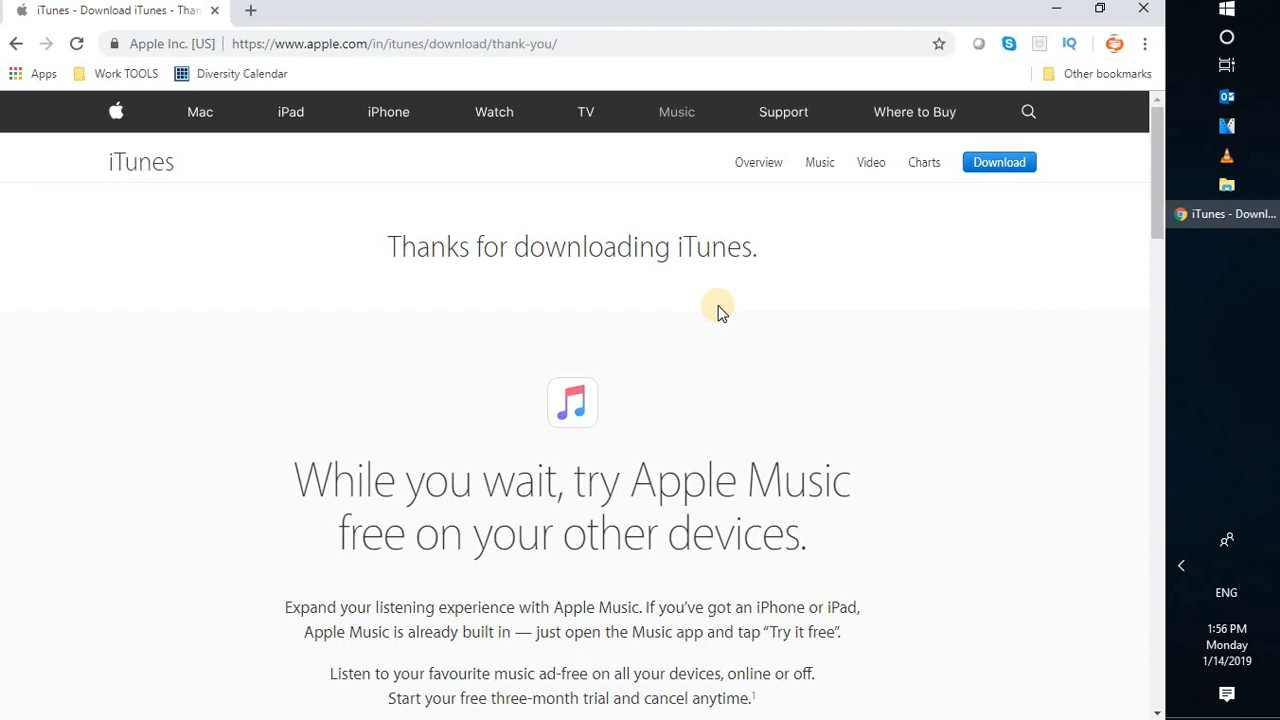 iTunes - Download iTunes - Than
Apple Inc. [US] https://www.apple.com/in/itunes/download/thank-you/
IQ
Apps Work TOOLS Diversity Calendar Other bookmarks
Mac iPad iPhone Watch TV Music Support Where to Buy
iTunes Overview Music Video Charts Download
iTunes - Downl...
Thanks for downloading iTunes.
While you wait, try Apple Music
free on your other devices.
Expand your listening experience with Apple Music. If you’ve got an iPhone or iPad,
Apple Music is already built in — just open the Music app and tap “Try it free”.
Listen to your favourite music ad-free on all your devices, online or off.
Start your free three-month trial and cancel anytime.¹
ENG
1:56 PM
Monday
1/14/2019